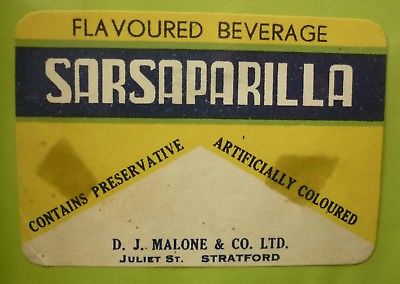 FLAVOURED BEVERAGE
SARSAPARILLA
CONTAINS PRESERVATIVE
ARTIFICIALLY COLOURED
D. J. MALONE & CO. LTD.
JULIET ST. STRATFORD